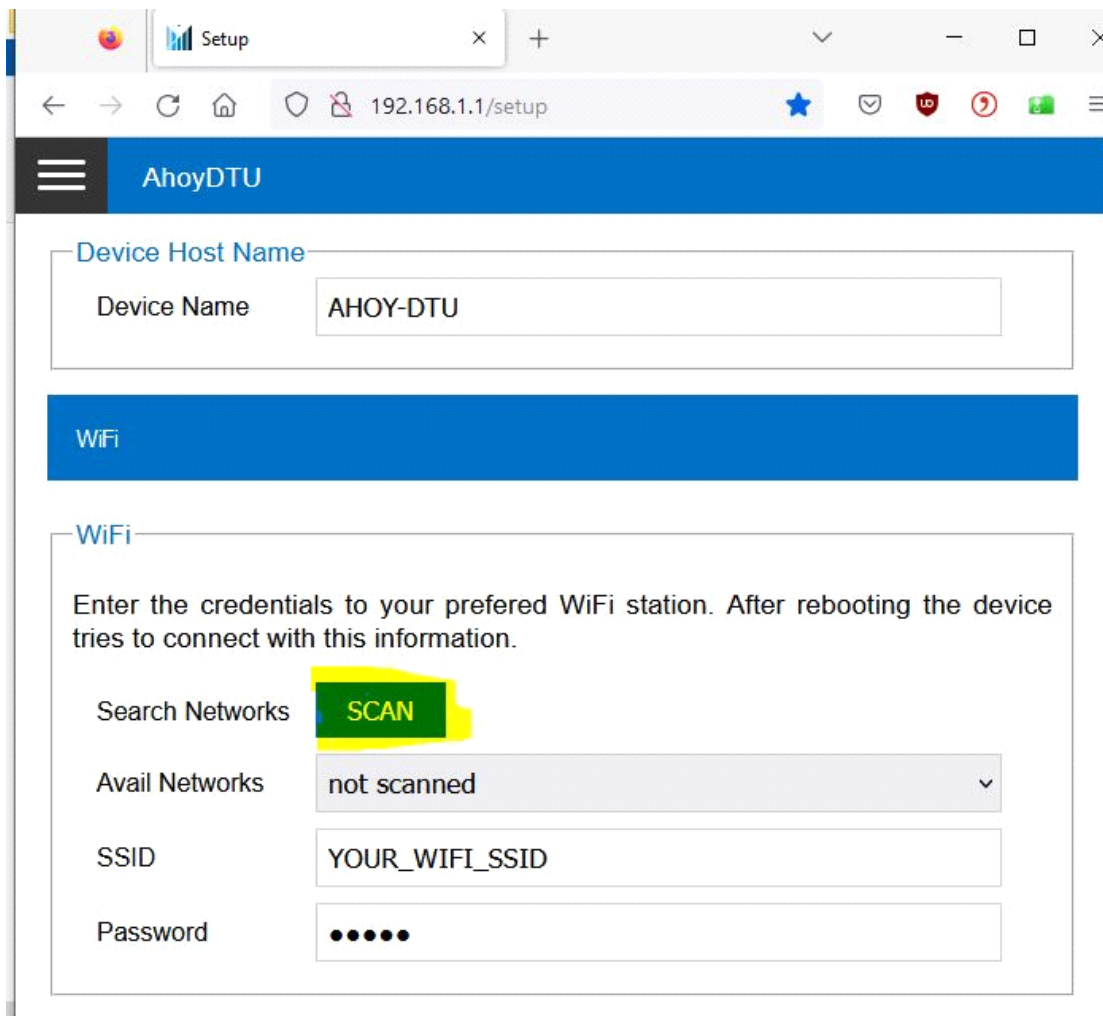 Setup
192.168.1.1/setup
AhoyDTU
Device Host Name
Device Name AHOY-DTU
WiFi
WiFi
Enter the credentials to your prefered WiFi station. After rebooting the device
tries to connect with this information.
Search Networks SCAN
Avail Networks not scanned
SSID YOUR_WIFI_SSID
Password •••••